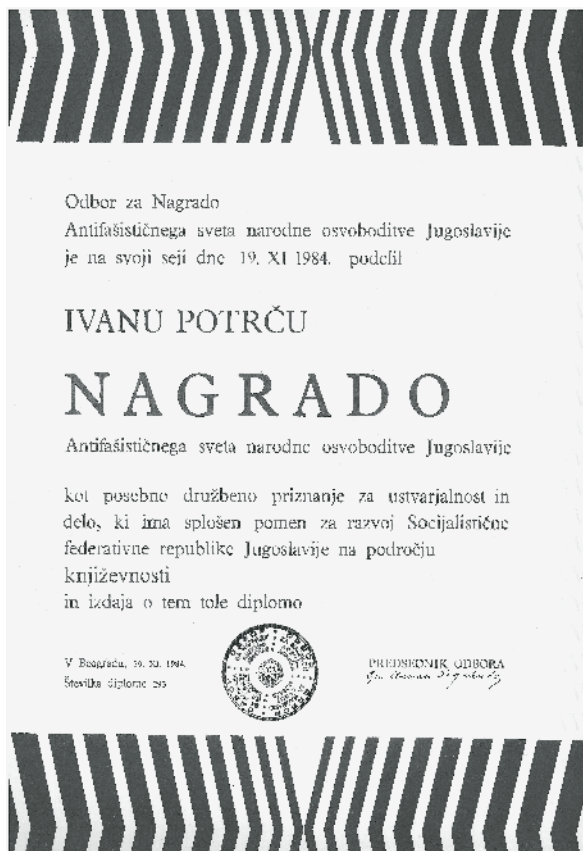 Odbor za Nagrado
Antifašističnega sveta narodne osvoboditve Jugoslavije
je na svoji seji dne 19. XI 1984. podelil
IVANU POTRČU
NAGRADO
Antifašističnega sveta narodne osvoboditve Jugoslavije
kot posebno družbeno priznanje za ustvarjalnost in
delo, ki ima splošen pomen za razvoj Socijalistične
federativne republike Jugoslavije na področju
književnosti
in izdaja o tem tole diplomo
V Beogradu, XI. 1984.
Številka diplome 293
PREDSEDNIK ODBORA